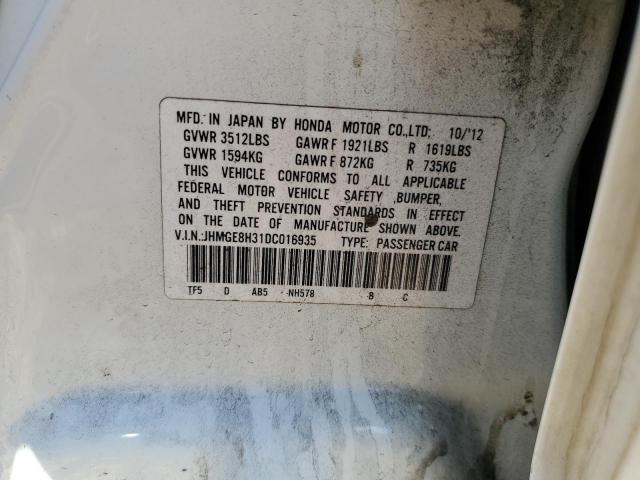 MFD. IN JAPAN BY HONDA MOTOR CO.,LTD; 10/'12
GVWR 3512LBS GAWR F 1921LBS R 1619LBS
GVWR 1594KG GAWR F 872KG R 735KG
THIS VEHICLE CONFORMS TO ALL APPLICABLE
FEDERAL MOTOR VEHICLE SAFETY ,BUMPER,
AND THEFT PREVENTION STANDARDS IN EFFECT
ON THE DATE OF MANUFACTURE SHOWN ABOVE.
V.I.N.:JHMGE8H31DC016935 TYPE: PASSENGER CAR
TF5 D AB5 -NH578 -B -C